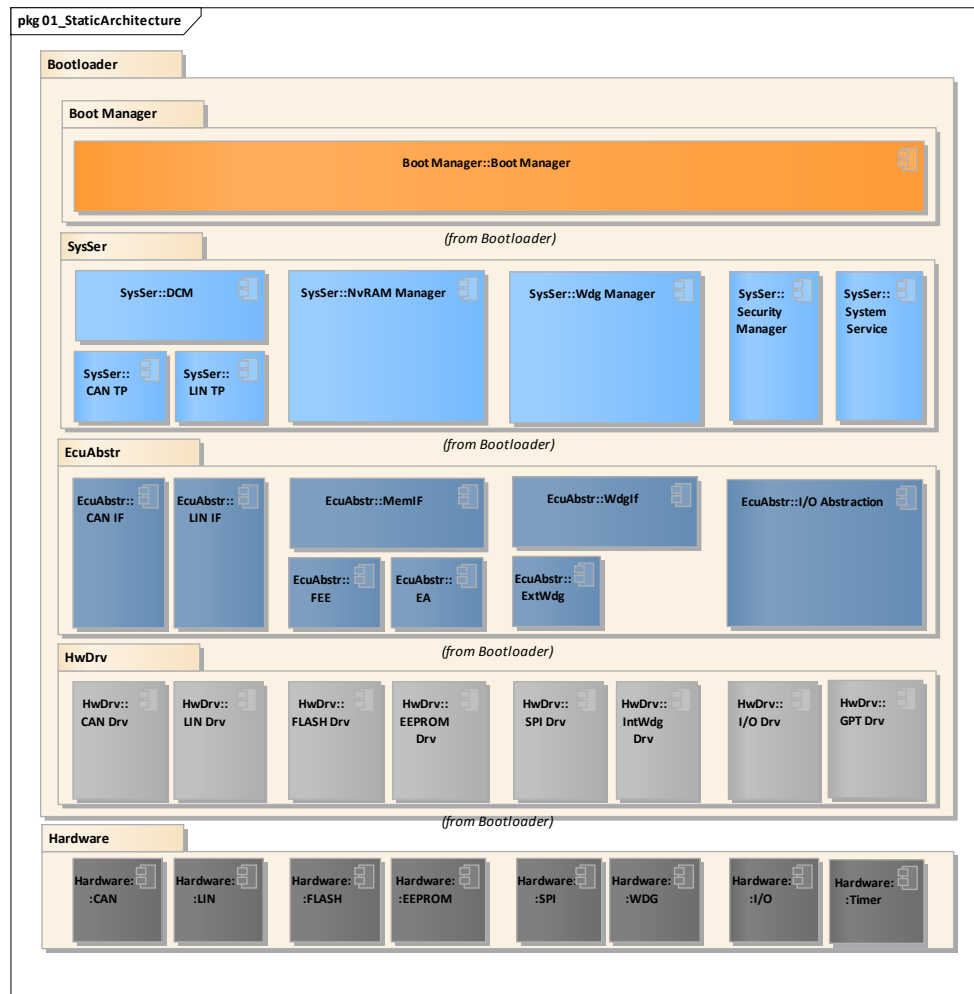 pkg 01_StaticArchitecture
Bootloader
Boot Manager
Boot Manager::Boot Manager
(from Bootloader)
SysSer
SysSer::DCM
SysSer::NvRAM Manager
SysSer::Wdg Manager
SysSer::
Security
Manager
SysSer::
System
Service
SysSer::
CAN TP
SysSer::
LIN TP
(from Bootloader)
EcuAbstr
EcuAbstr::
CAN IF
EcuAbstr::
LIN IF
EcuAbstr::MemIF
EcuAbstr::WdgIf
EcuAbstr::I/O Abstraction
EcuAbstr::
FEE
EcuAbstr::
EA
EcuAbstr::
ExtWdg
(from Bootloader)
HwDrv
HwDrv::
CAN Drv
HwDrv::
LIN Drv
HwDrv::
FLASH Drv
HwDrv::
EEPROM
Drv
HwDrv::
SPI Drv
HwDrv::
IntWdg
Drv
HwDrv::
I/O Drv
HwDrv::
GPT Drv
(from Bootloader)
Hardware
Hardware:
:CAN
Hardware:
:LIN
Hardware:
:FLASH
Hardware:
:EEPROM
Hardware:
:SPI
Hardware:
:WDG
Hardware:
:I/O
Hardware:
:Timer